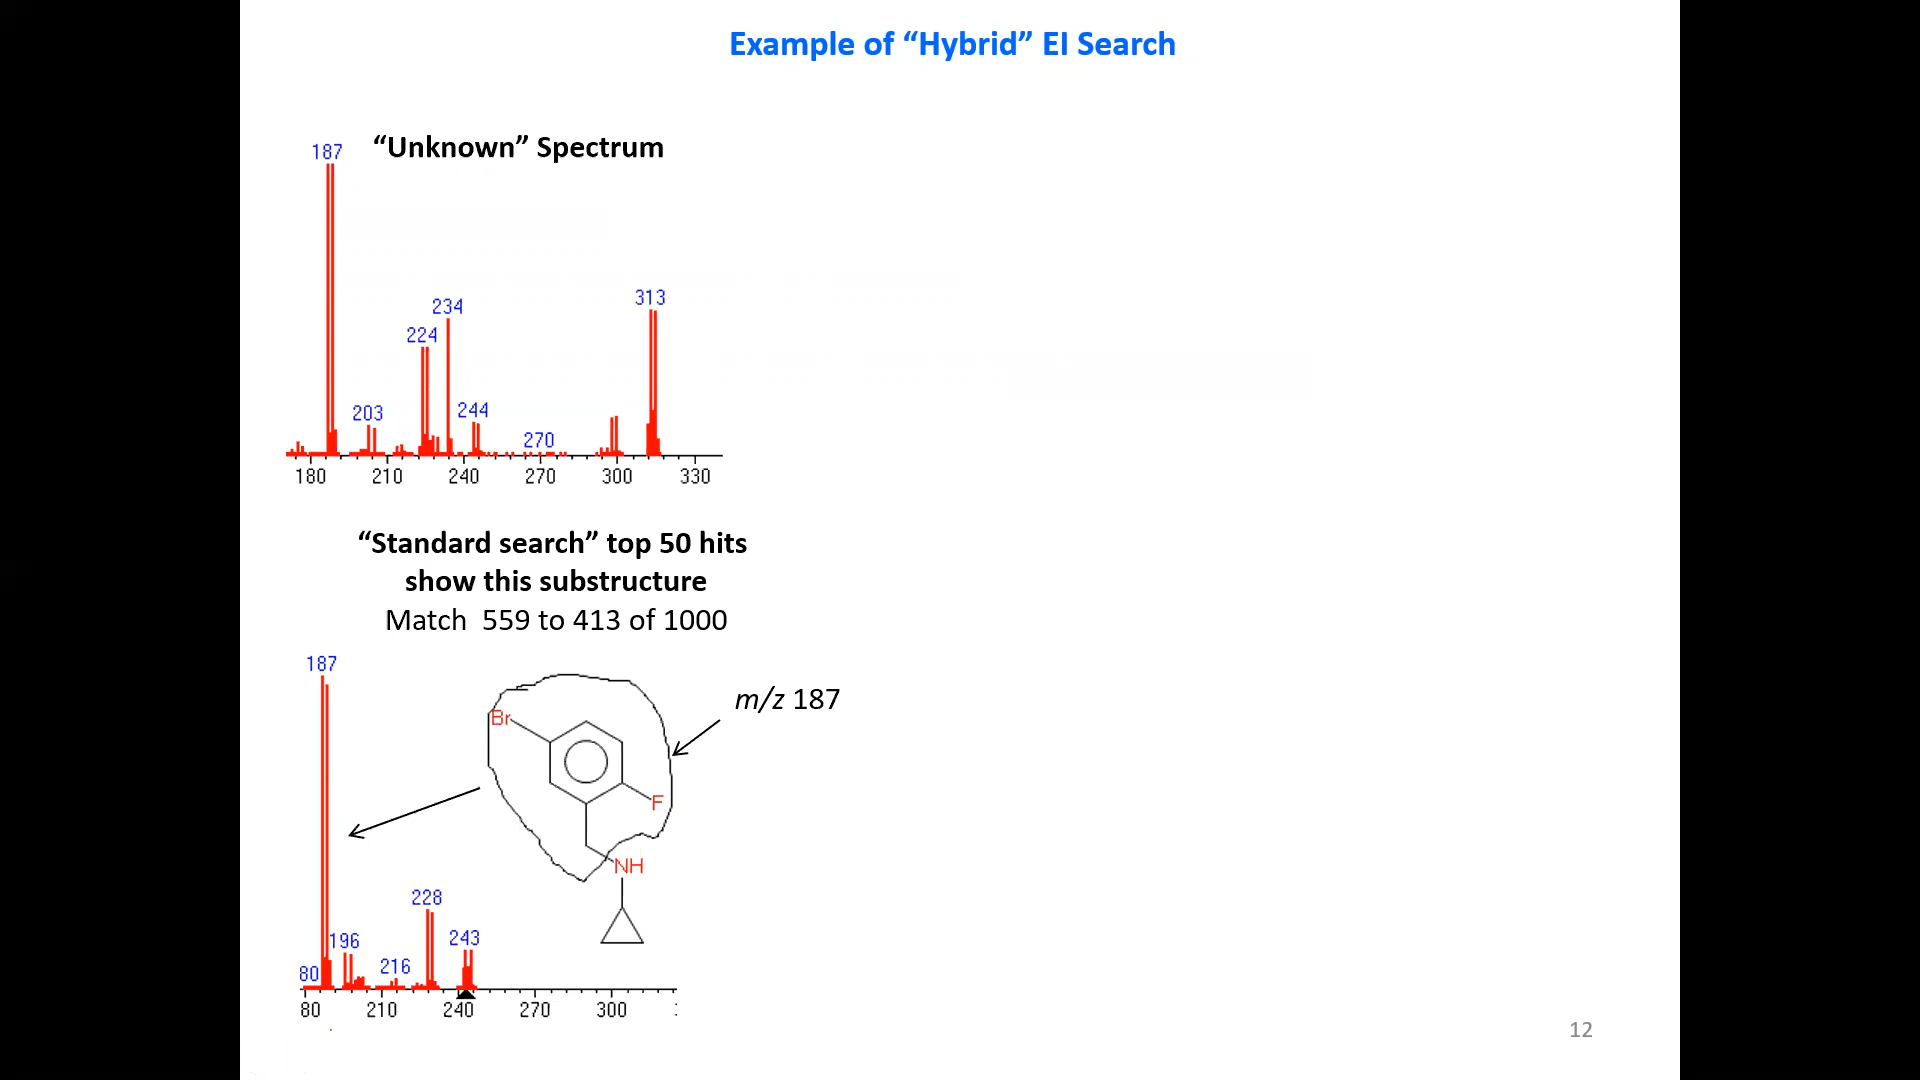 Example of “Hybrid” EI Search
“Unknown” Spectrum
187
313
234
224
203
244
270
180 210 240 270 300 330
“Standard search” top 50 hits
show this substructure
Match 559 to 413 of 1000
187
m/z 187
Br
F
NH
228
196
243
80
216
80 210 240 270 300
12